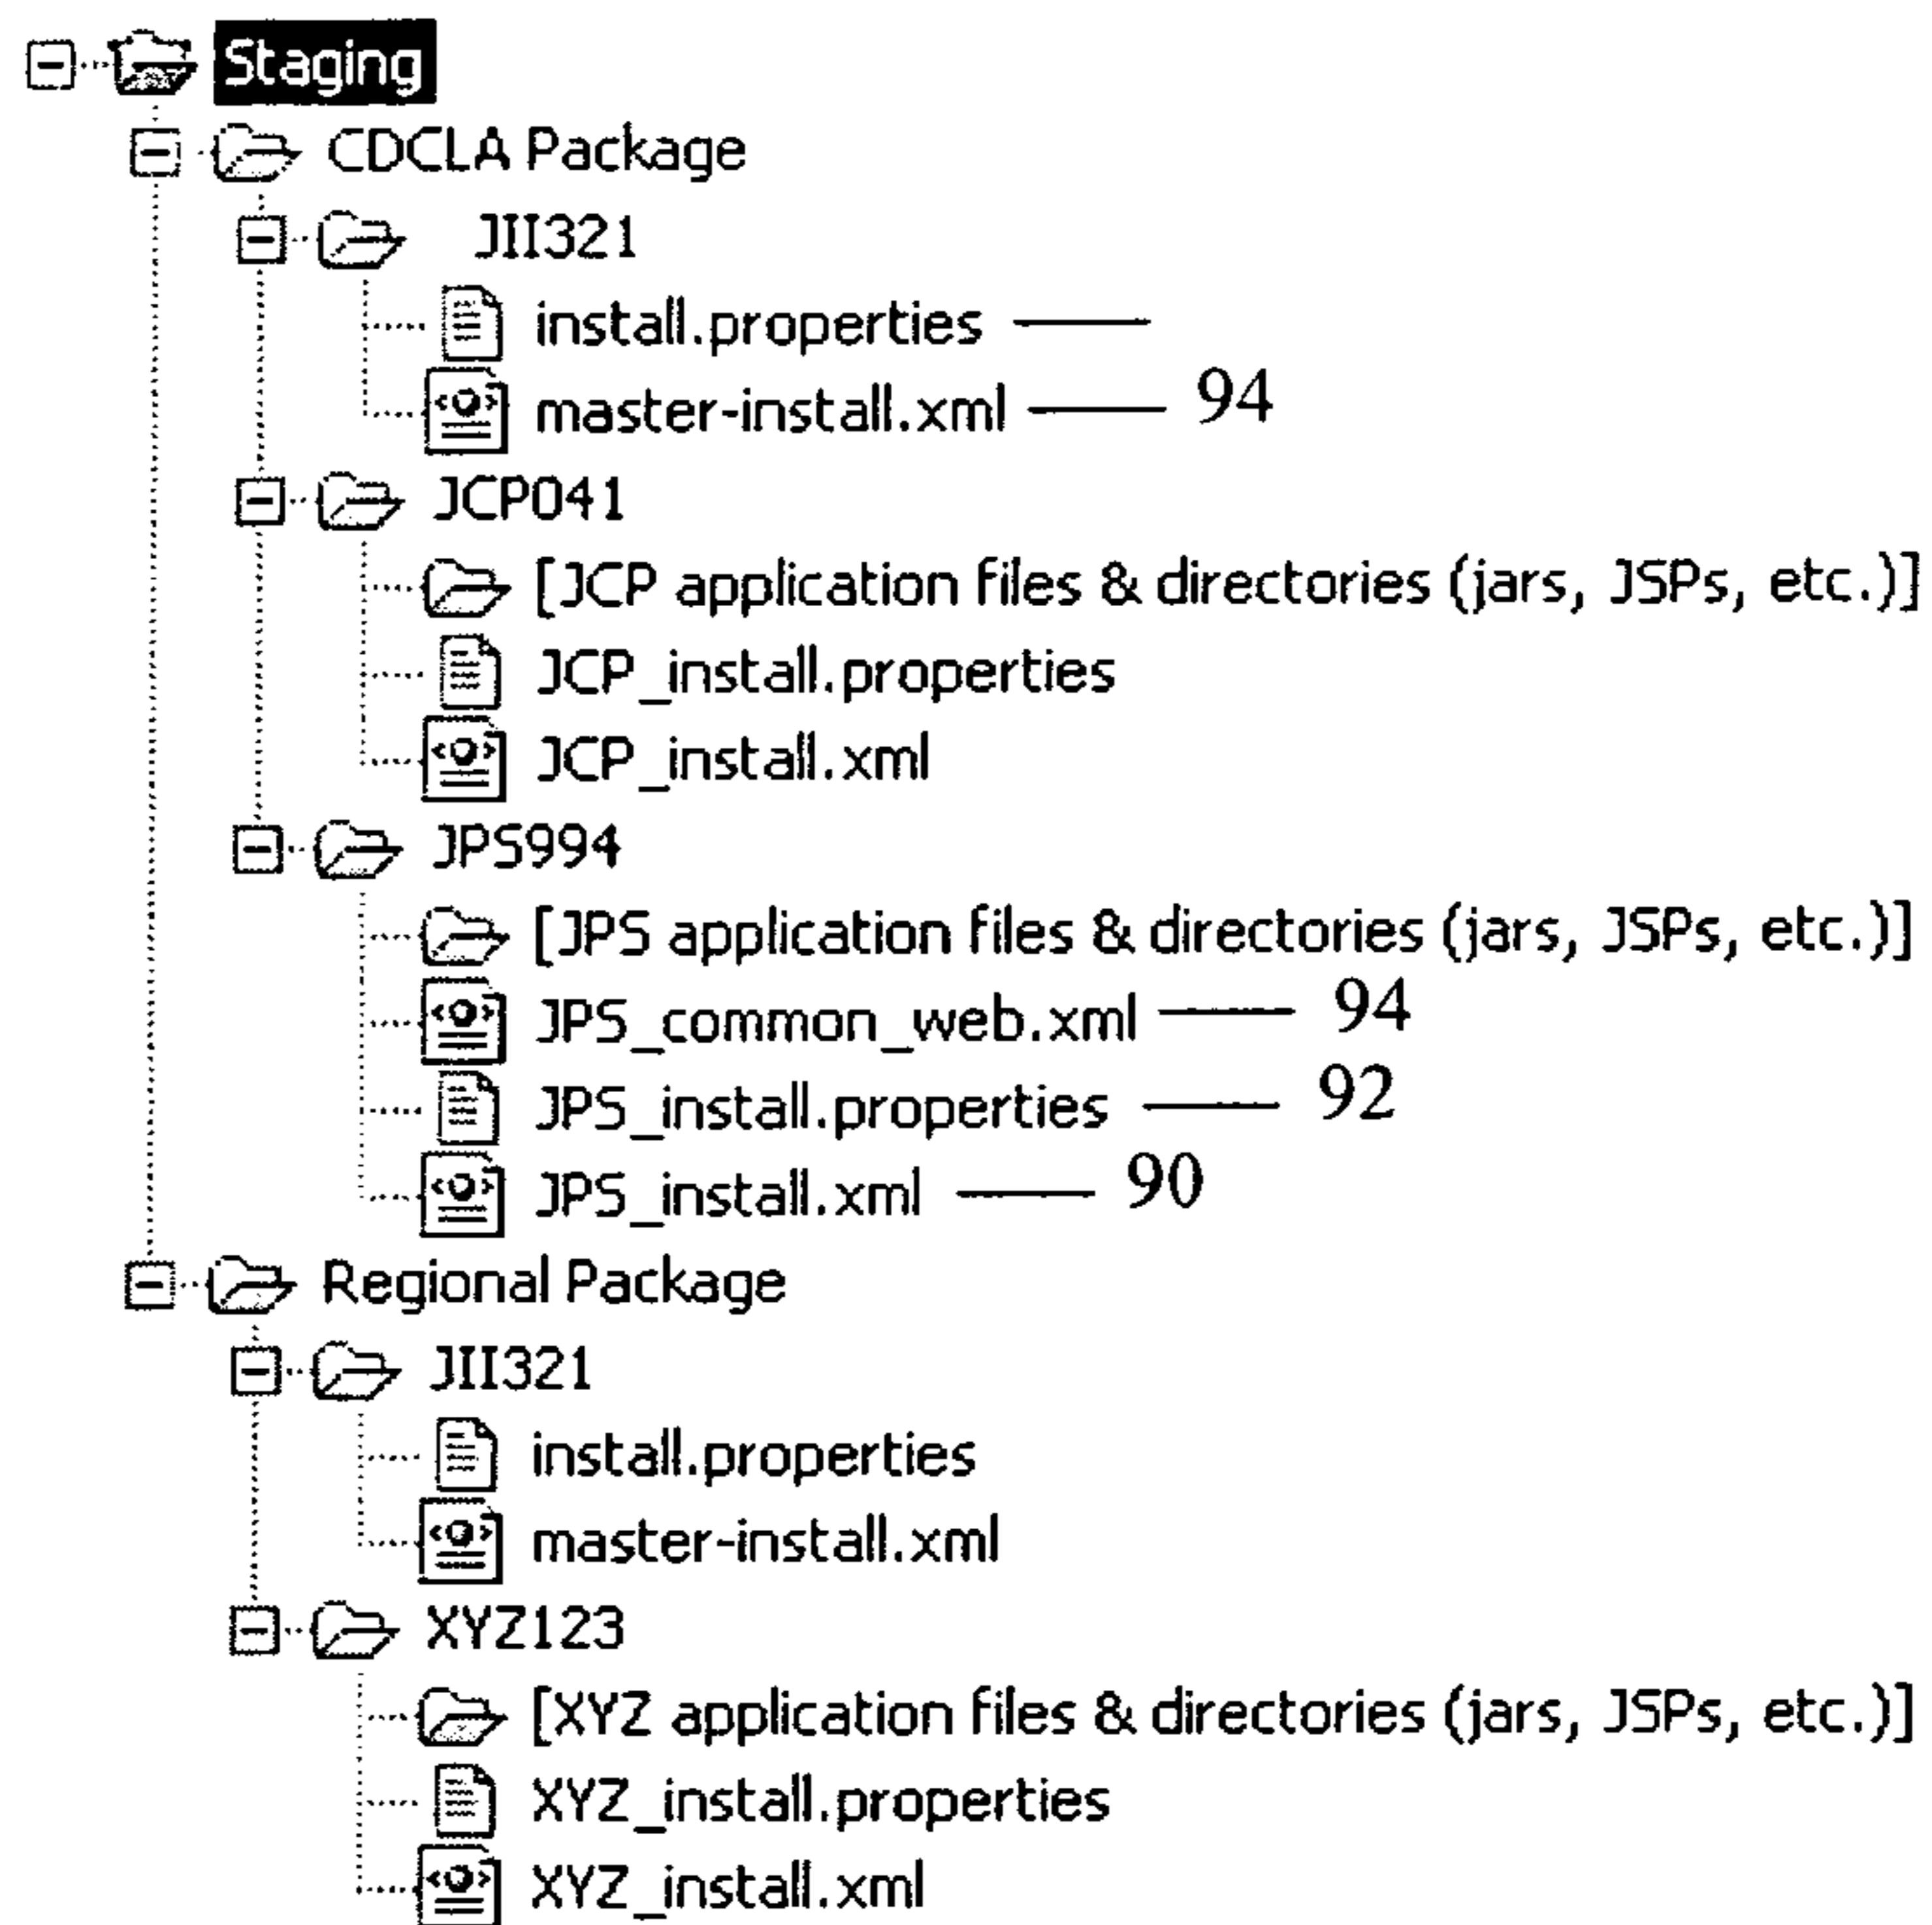 Staging
CDCLA Package
JII321
install.properties
master-install.xml 94
JCP041
[JCP application files & directories (jars, JSPs, etc.)]
JCP_install.properties
JCP_install.xml
JPS994
[JPS application files & directories (jars, JSPs, etc.)]
JPS_common_web.xml 94
JPS_install.properties 92
JPS_install.xml 90
Regional Package
JII321
install.properties
master-install.xml
XYZ123
[XYZ application files & directories (jars, JSPs, etc.)]
XYZ_install.properties
XYZ_install.xml